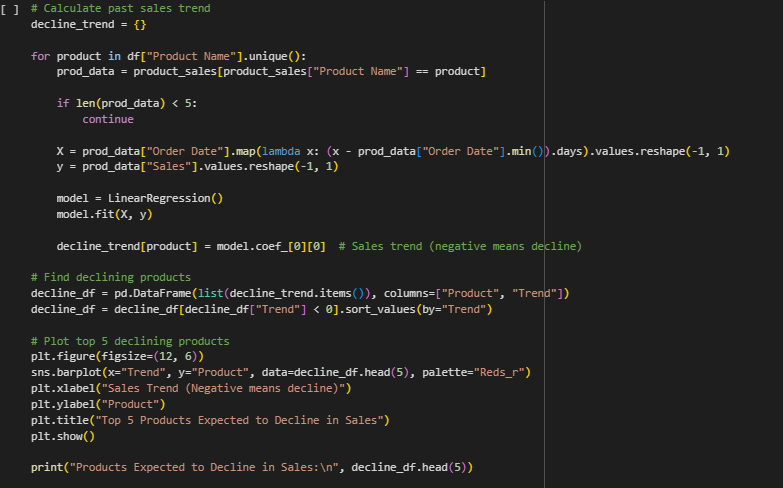 [ ] # Calculate past sales trend
decline_trend = {}
for product in df["Product Name"].unique():
    prod_data = product_sales[product_sales["Product Name"] == product]
    if len(prod_data) < 5:
        continue
    X = prod_data["Order Date"].map(lambda x: (x - prod_data["Order Date"].min()).days).values.reshape(-1, 1)
    y = prod_data["Sales"].values.reshape(-1, 1)
    model = LinearRegression()
    model.fit(X, y)
    decline_trend[product] = model.coef_[0][0]  # Sales trend (negative means decline)
# Find declining products
decline_df = pd.DataFrame(list(decline_trend.items()), columns=["Product", "Trend"])
decline_df = decline_df[decline_df["Trend"] < 0].sort_values(by="Trend")
# Plot top 5 declining products
plt.figure(figsize=(12, 6))
sns.barplot(x="Trend", y="Product", data=decline_df.head(5), palette="Reds_r")
plt.xlabel("Sales Trend (Negative means decline)")
plt.ylabel("Product")
plt.title("Top 5 Products Expected to Decline in Sales")
plt.show()
print("Products Expected to Decline in Sales:\n", decline_df.head(5))